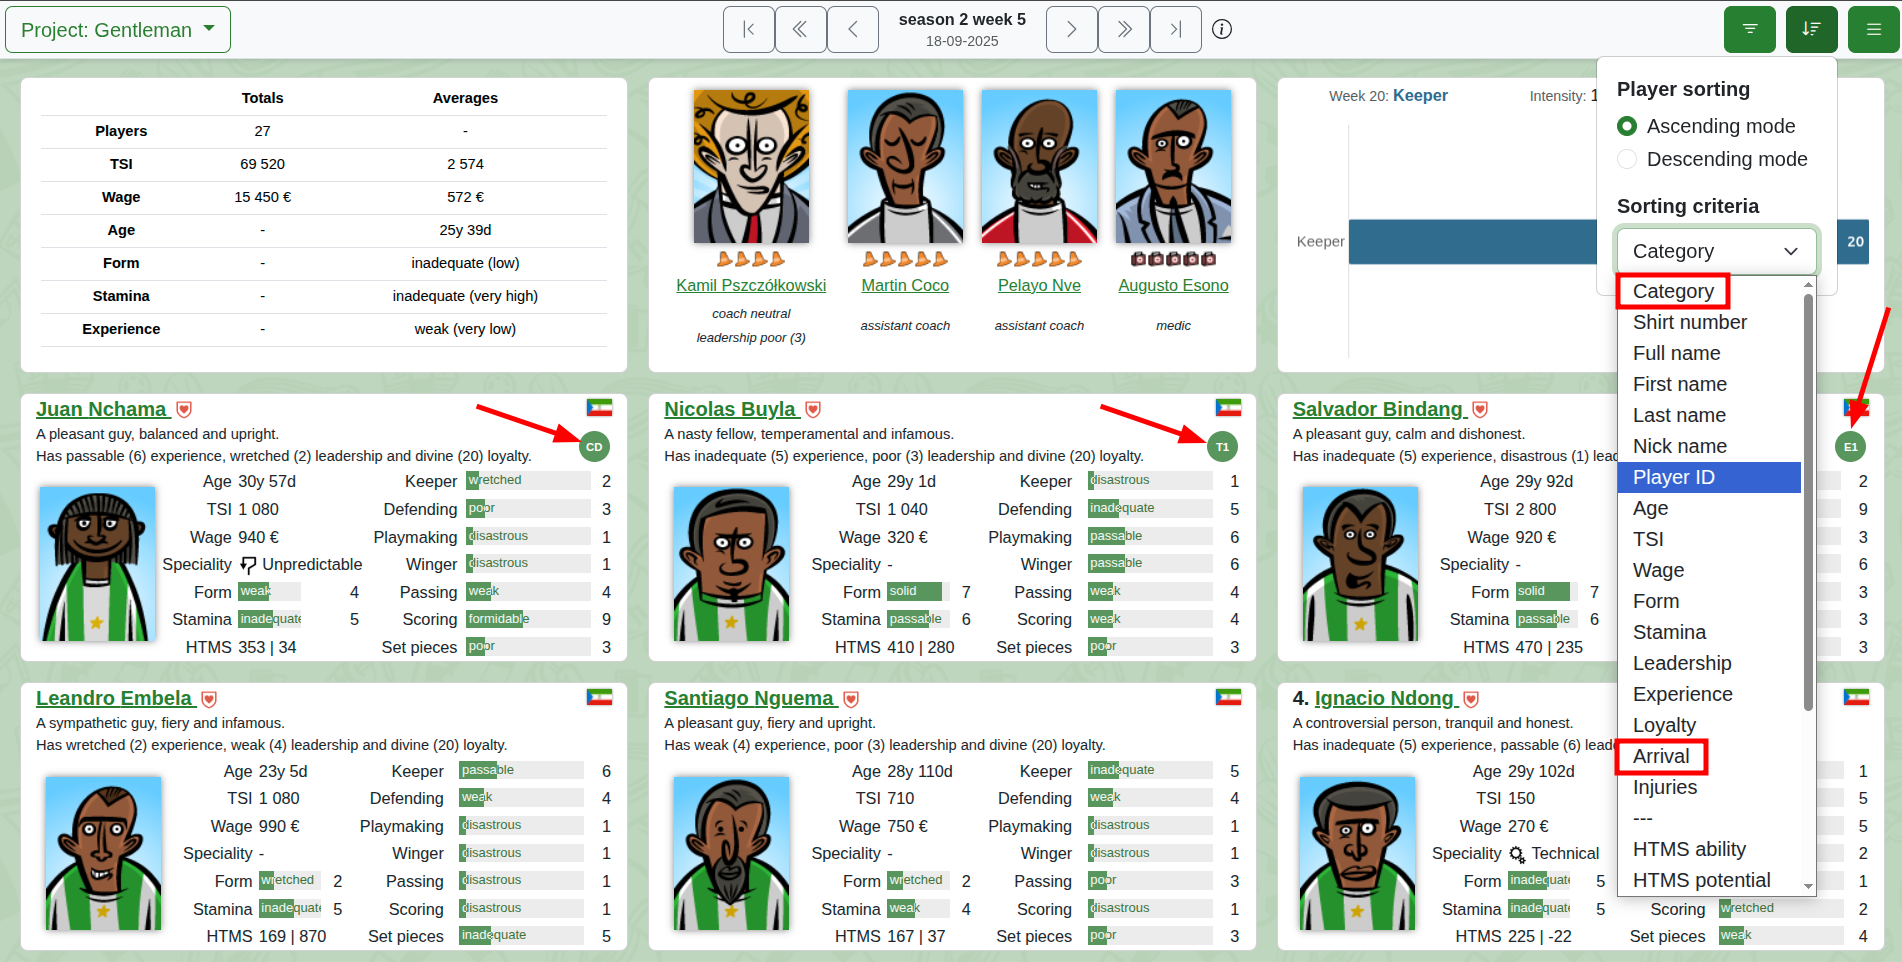 Project: Gentleman
season 2 week 5
18-09-2025
Totals Averages
Players 27 -
TSI 69 520 2 574
Wage 15 450 € 572 €
Age - 25y 39d
Form - inadequate (low)
Stamina - inadequate (very high)
Experience - weak (very low)
Kamil Pszczółkowski
coach neutral
leadership poor (3)
Martin Coco
assistant coach
Pelayo Nve
assistant coach
Augusto Esono
medic
Week 20: Keeper Intensity: 1
Keeper 20
Player sorting
Ascending mode
Descending mode
Sorting criteria
Category
Category
Shirt number
Full name
First name
Last name
Nick name
Player ID
Age
TSI
Wage
Form
Stamina
Leadership
Experience
Loyalty
Arrival
Injuries
---
HTMS ability
HTMS potential
Juan Nchama
A pleasant guy, balanced and upright.
CD
Has passable (6) experience, wretched (2) leadership and divine (20) loyalty.
Age 30y 57d Keeper wretched 2
TSI 1 080 Defending poor 3
Wage 940 € Playmaking disastrous 1
Speciality Unpredictable Winger disastrous 1
Form weak 4 Passing weak 4
Stamina inadequate 5 Scoring formidable 9
HTMS 353 | 34 Set pieces poor 3
Nicolas Buyla
A nasty fellow, temperamental and infamous.
T1
Has inadequate (5) experience, poor (3) leadership and divine (20) loyalty.
Age 29y 1d Keeper disastrous 1
TSI 1 040 Defending inadequate 5
Wage 320 € Playmaking passable 6
Speciality - Winger passable 6
Form solid 7 Passing weak 4
Stamina passable 6 Scoring weak 4
HTMS 410 | 280 Set pieces poor 3
Salvador Bindang
A pleasant guy, calm and dishonest.
E1
Has inadequate (5) experience, disastrous (1) lead
Age 29y 92d 2
TSI 2 800 9
Wage 920 € 3
Speciality - 6
Form solid 7 3
Stamina passable 6 3
HTMS 470 | 235 3
Leandro Embela
A sympathetic guy, fiery and infamous.
Has wretched (2) experience, weak (4) leadership and divine (20) loyalty.
Age 23y 5d Keeper passable 6
TSI 1 080 Defending weak 4
Wage 990 € Playmaking disastrous 1
Speciality - Winger disastrous 1
Form wretched 2 Passing disastrous 1
Stamina inadequate 5 Scoring disastrous 1
HTMS 169 | 870 Set pieces inadequate 5
Santiago Nguema
A pleasant guy, fiery and upright.
Has weak (4) experience, poor (3) leadership and divine (20) loyalty.
Age 28y 110d Keeper inadequate 5
TSI 710 Defending weak 4
Wage 750 € Playmaking disastrous 1
Speciality - Winger disastrous 1
Form wretched 2 Passing poor 3
Stamina weak 4 Scoring disastrous 1
HTMS 167 | 37 Set pieces poor 3
4. Ignacio Ndong
A controversial person, tranquil and honest.
Has inadequate (5) experience, passable (6) leade
Age 29y 102d 1
TSI 150 5
Wage 270 € 5
Speciality Technical 2
Form inadequate 5 1
Stamina inadequate 5 Scoring wretched 2
HTMS 225 | -22 Set pieces weak 4